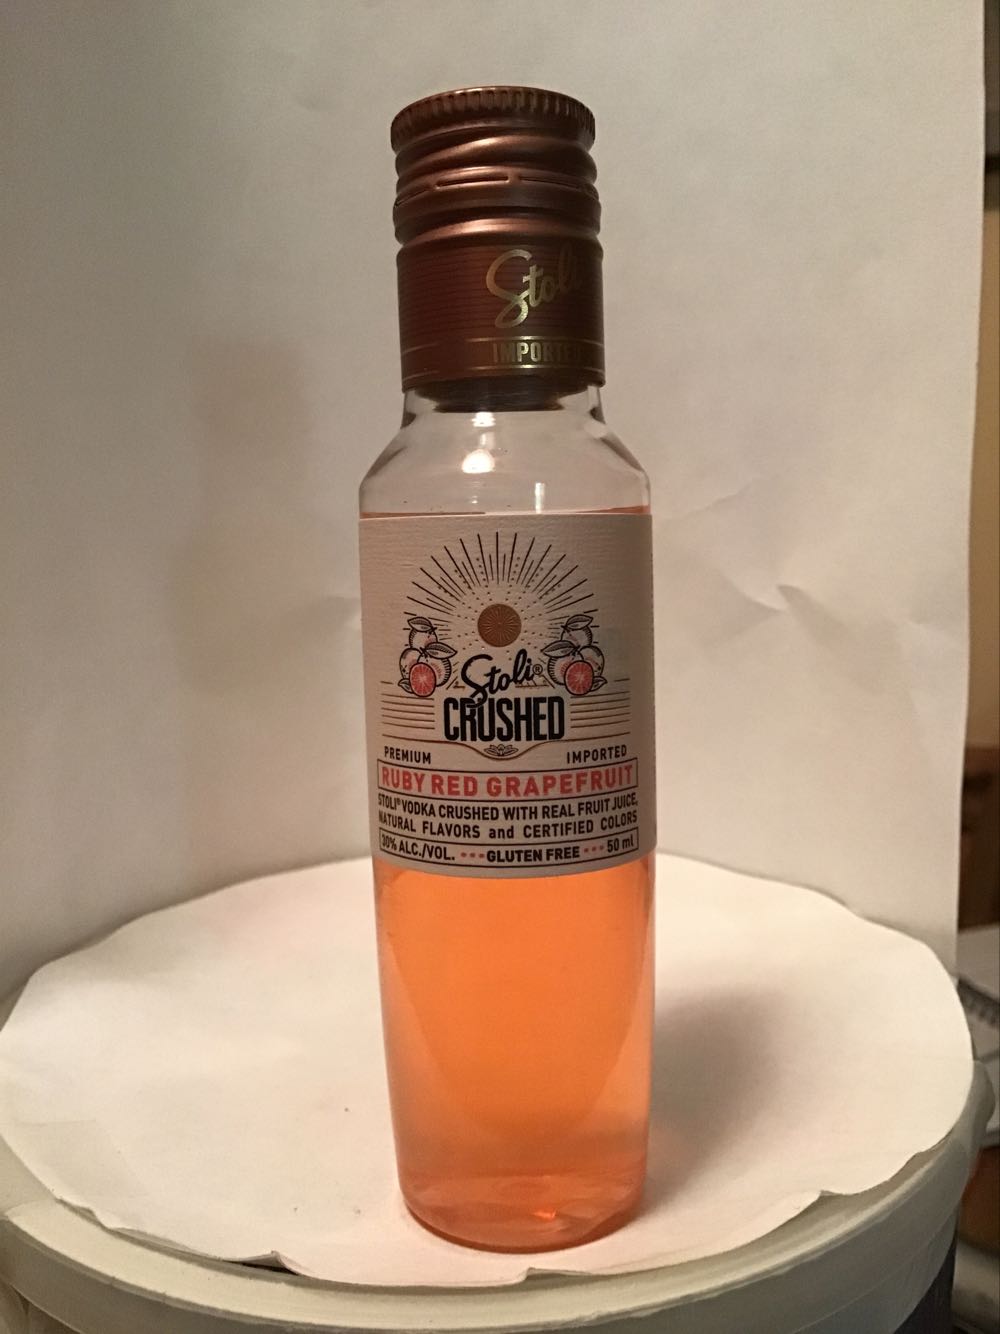 Stoli
IMPORTED
Stoli®
CRUSHED
PREMIUM IMPORTED
RUBY RED GRAPEFRUIT
STOLI® VODKA CRUSHED WITH REAL FRUIT JUICE,
NATURAL FLAVORS and CERTIFIED COLORS
30% ALC./VOL. ••• GLUTEN FREE ••• 50 ml